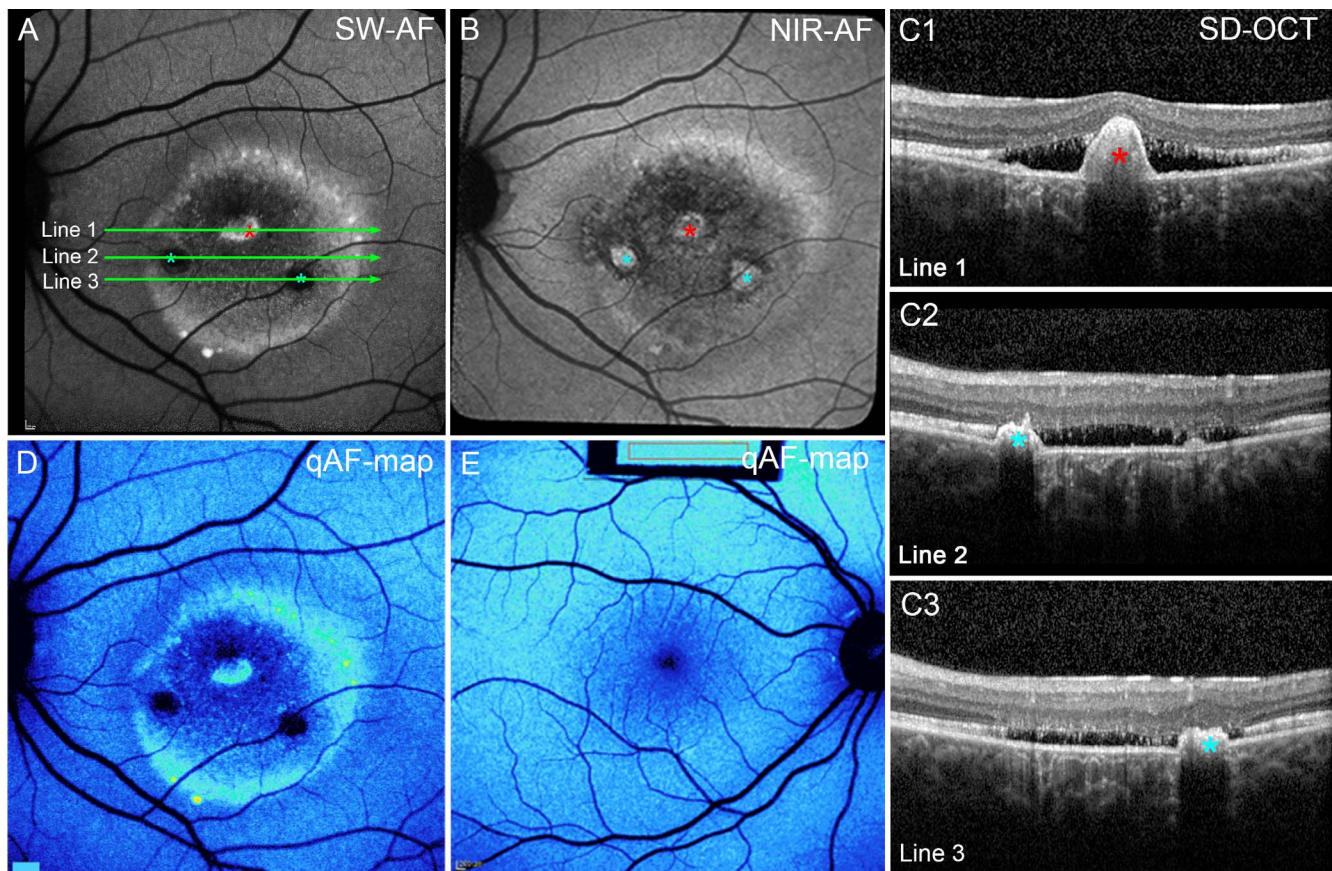 A
SW-AF
Line 1
Line 2
Line 3
B
NIR-AF
C1
SD-OCT
Line 1
C2
Line 2
C3
Line 3
D
qAF-map
E
qAF-map